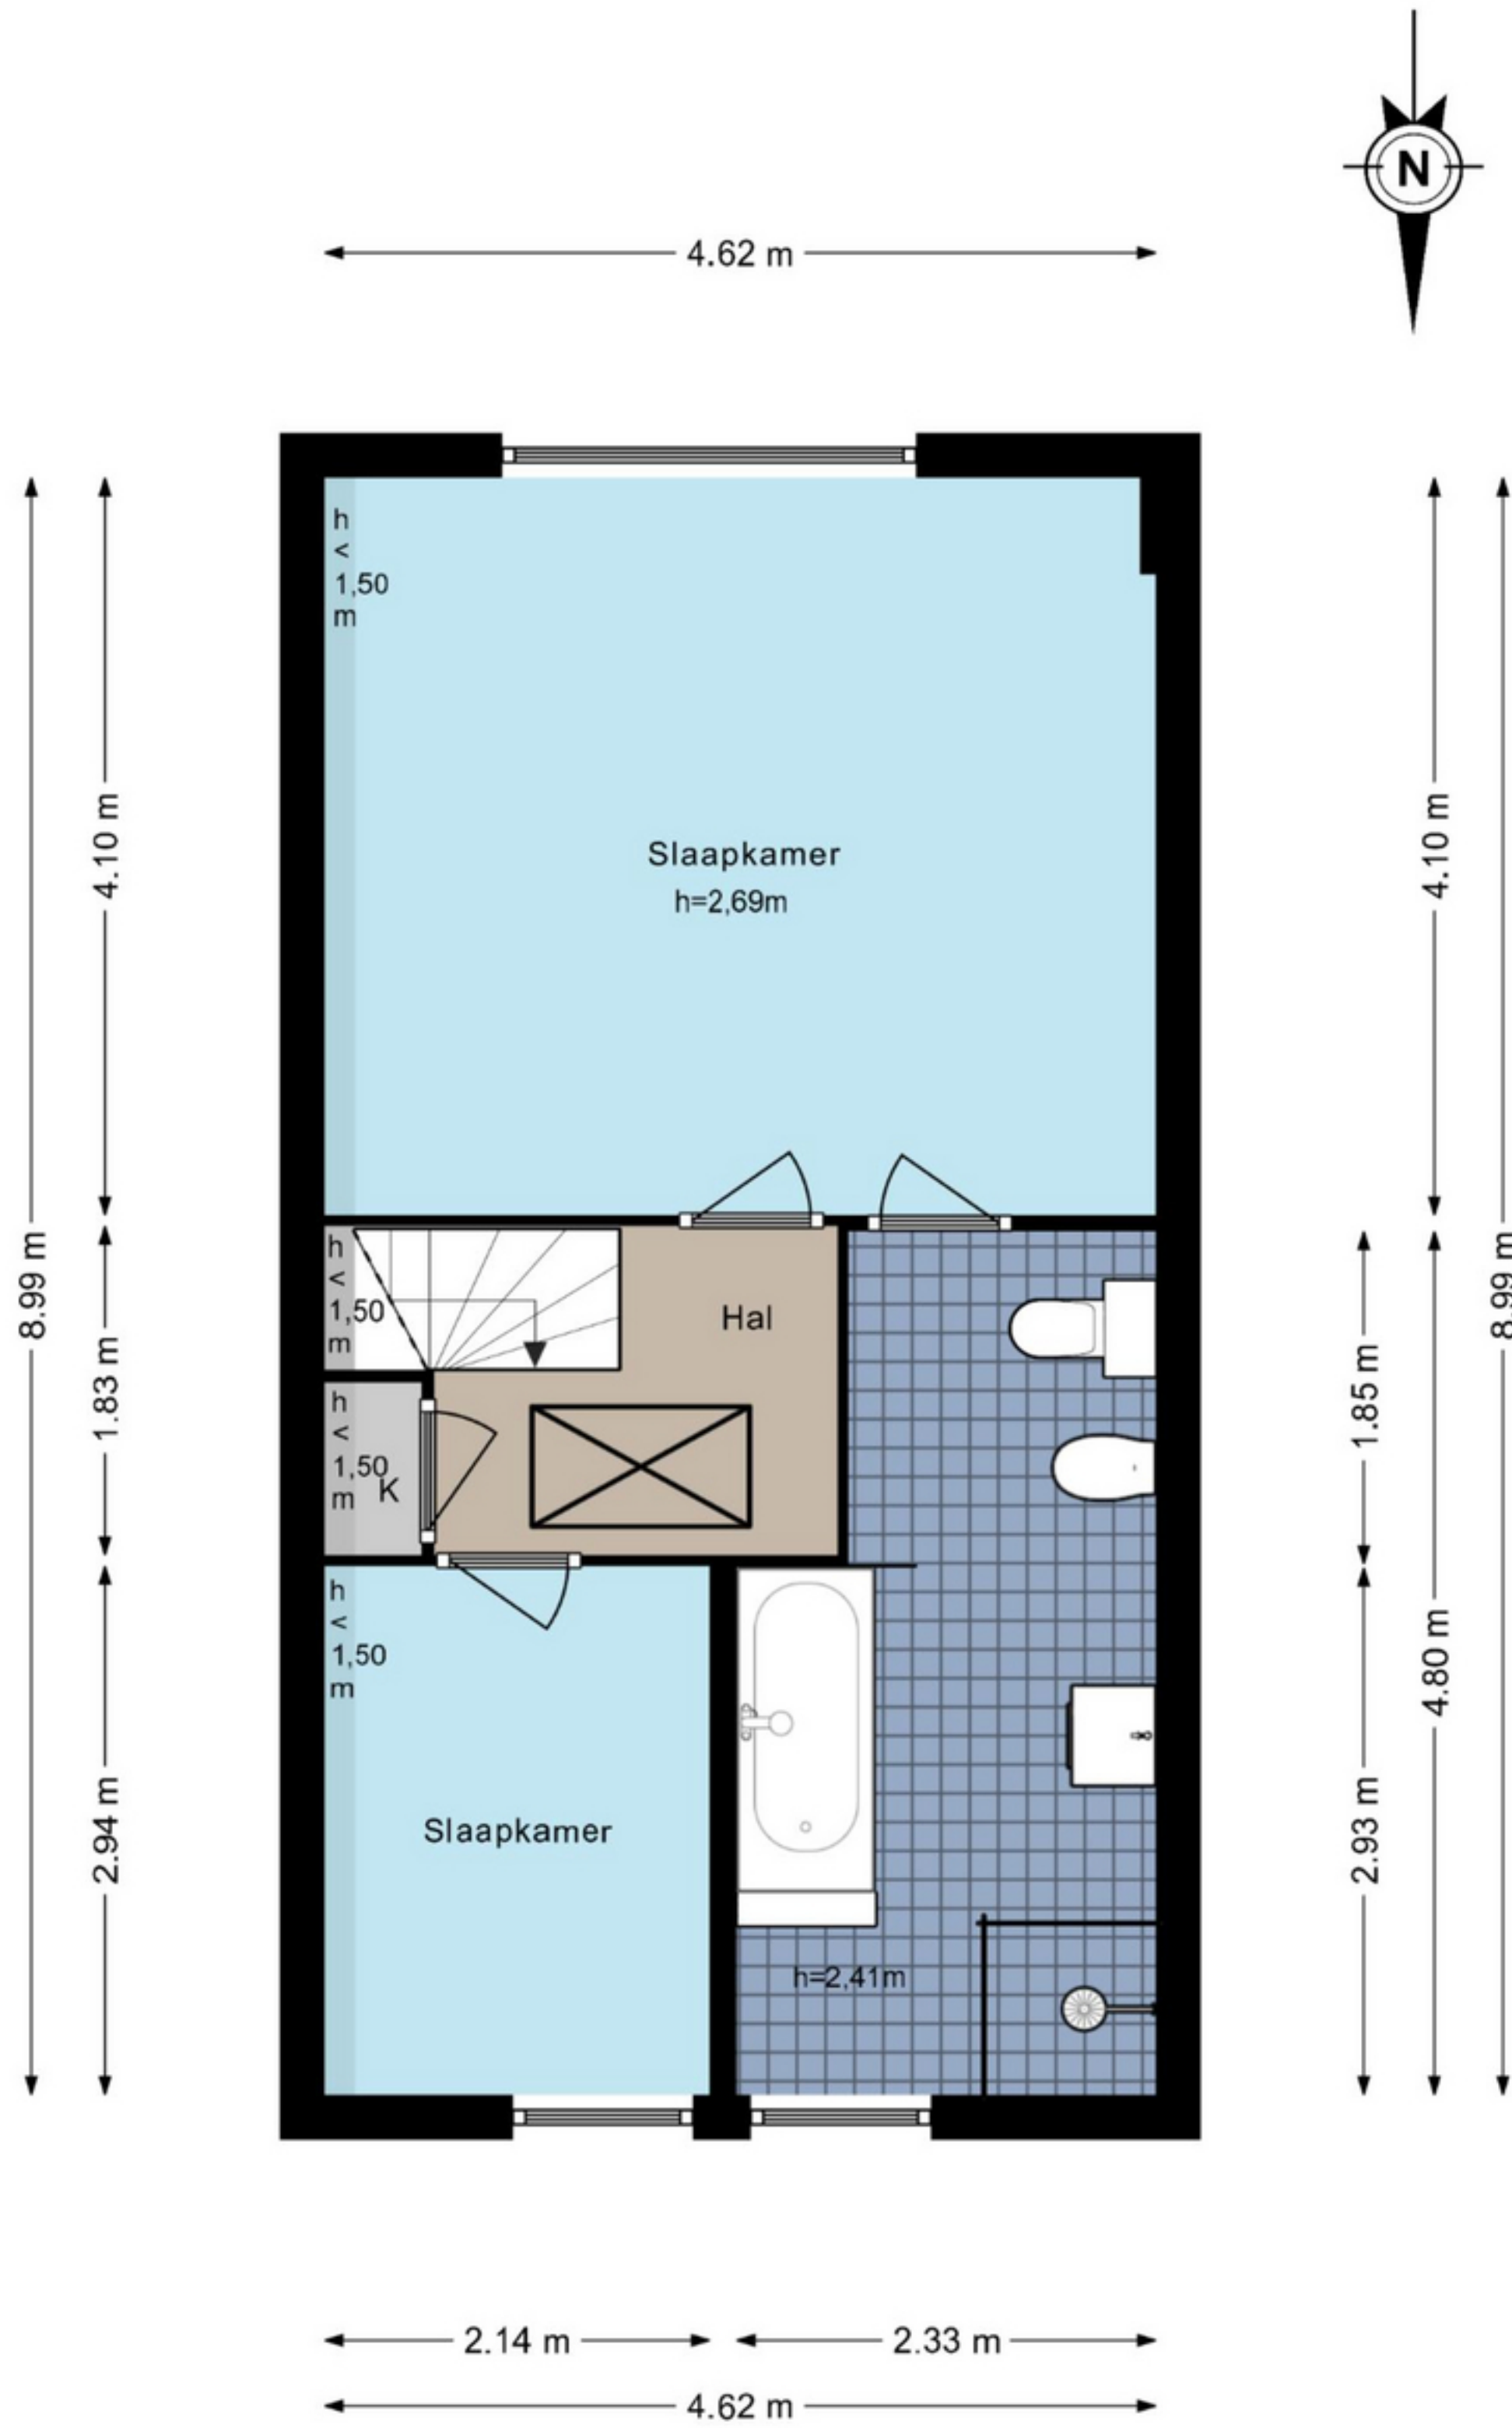 N
4.62 m
h
<
1,50
m
Slaapkamer
h=2,69m
4.10 m
4.10 m
8.99 m
8.99 m
h
<
1,50
m
Hal
1.83 m
1.85 m
h
<
1,50
m
K
h
<
1,50
m
Slaapkamer
2.94 m
2.93 m
4.80 m
h=2,41m
2.14 m
2.33 m
4.62 m